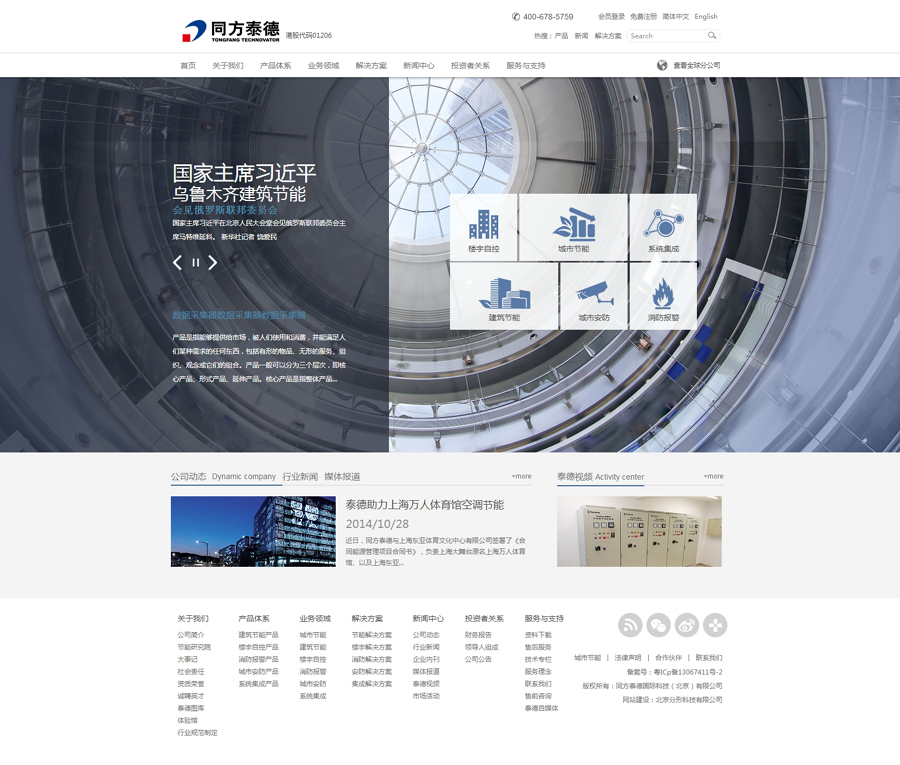 同方泰德
TONGFANG TECHNOVATOR
港股代码01206
400-678-5759
会员登录 免费注册 简体中文 English
热搜：产品 新闻 解决方案
Search
首页 关于我们 产品体系 业务领域 解决方案 新闻中心 投资者关系 服务与支持
查看全球分公司
国家主席习近平
乌鲁木齐建筑节能
会见俄罗斯联邦委员会
国家主席习近平在北京人民大会堂会见俄罗斯联邦委员会主
席马特维延科。 新华社记者 饶爱民
楼宇自控
城市节能
系统集成
建筑节能
城市安防
消防报警
数据采集器数据采集器数据采集器
产品是指能够提供给市场，被人们使用和消费，并能满足人
们某种需求的任何东西，包括有形的物品、无形的服务、组
织、观念或它们的组合。产品一般可以分为三个层次，即核
心产品、形式产品、延伸产品。核心产品是指整体产品...
公司动态 Dynamic company 行业新闻 媒体报道 +more
泰德视频 Activity center +more
泰德助力上海万人体育馆空调节能
2014/10/28
近日，同方泰德与上海东亚体育文化中心有限公司签署了《合
同能源管理项目合同书》，负责上海大舞台原名上海万人体育
馆、以及上海东亚...
关于我们
公司简介
节能研究院
大事记
社会责任
资质荣誉
诚聘英才
泰德图库
体验馆
行业规范制定
产品体系
建筑节能产品
楼宇自控产品
消防报警产品
城市安防产品
系统集成产品
业务领域
城市节能
建筑节能
楼宇自控
消防报警
城市安防
系统集成
解决方案
节能解决方案
楼宇解决方案
消防解决方案
安防解决方案
集成解决方案
新闻中心
公司动态
行业新闻
企业内刊
媒体报道
泰德视频
市场活动
投资者关系
财务报告
领导人组成
公司公告
服务与支持
资料下载
售后服务
技术专栏
服务理念
联系我们
售前咨询
泰德自媒体
城市节能 | 法律声明 | 合作伙伴 | 联系我们
备案号：粤ICp备13067411号-2
版权所有：同方泰德国际科技（北京）有限公司
网站建设：北京分形科技有限公司